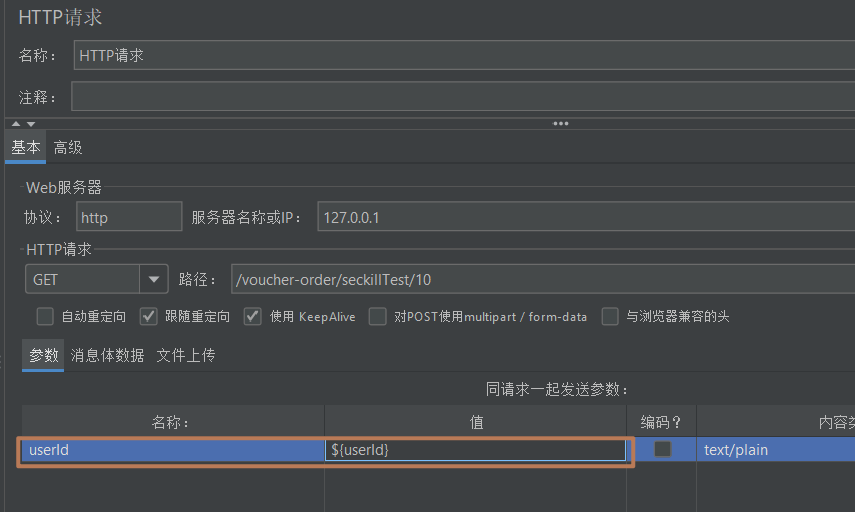 HTTP请求
名称： HTTP请求
注释：
基本 高级
Web服务器
协议： http 服务器名称或IP： 127.0.0.1
HTTP请求
GET 路径： /voucher-order/seckillTest/10
自动重定向 跟随重定向 使用 KeepAlive 对POST使用multipart / form-data 与浏览器兼容的头
参数 消息体数据 文件上传
同请求一起发送参数：
名称： 值 编码？ 内容
userId ${userId} text/plain